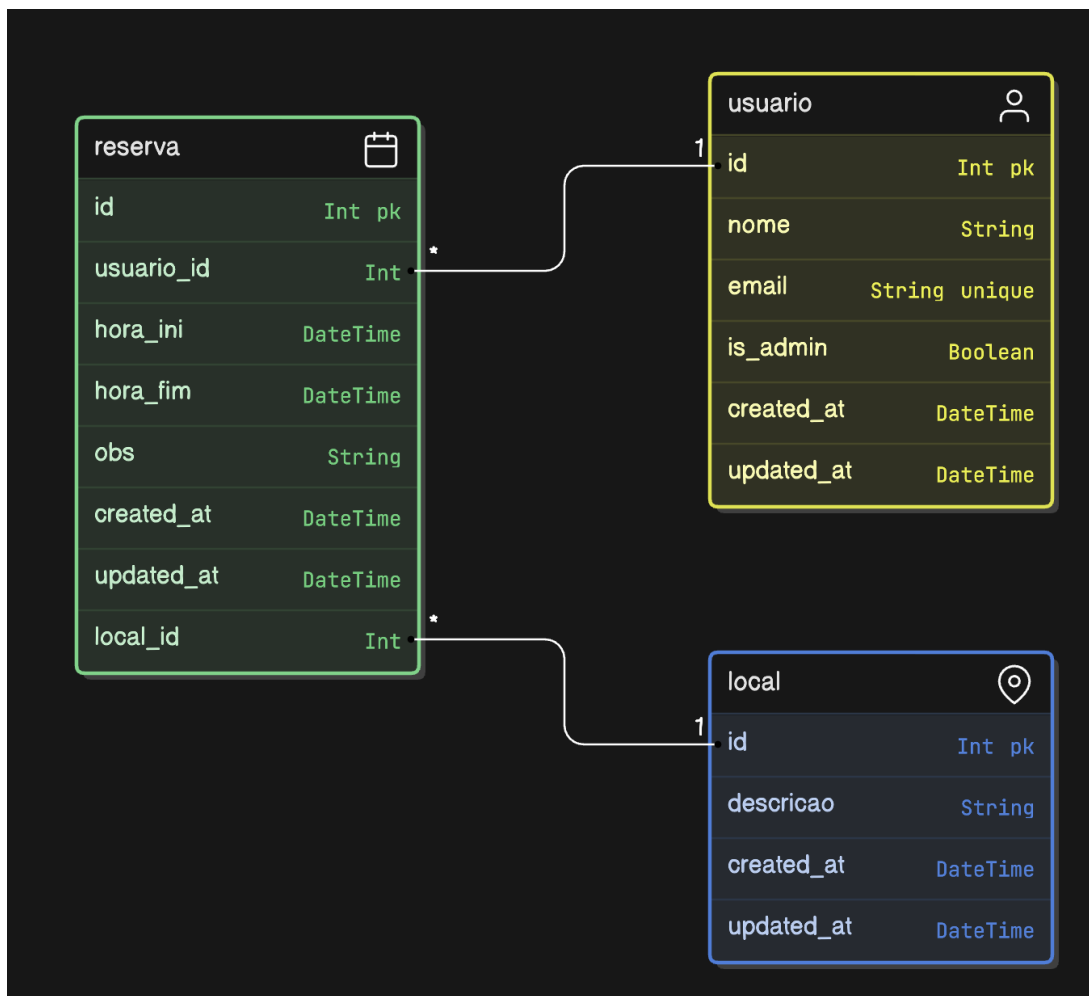 reserva
id Int pk
usuario_id Int
*
hora_ini DateTime
hora_fim DateTime
obs String
created_at DateTime
updated_at DateTime
local_id Int
*
usuario
1
id Int pk
nome String
email String unique
is_admin Boolean
created_at DateTime
updated_at DateTime
local
1
id Int pk
descricao String
created_at DateTime
updated_at DateTime